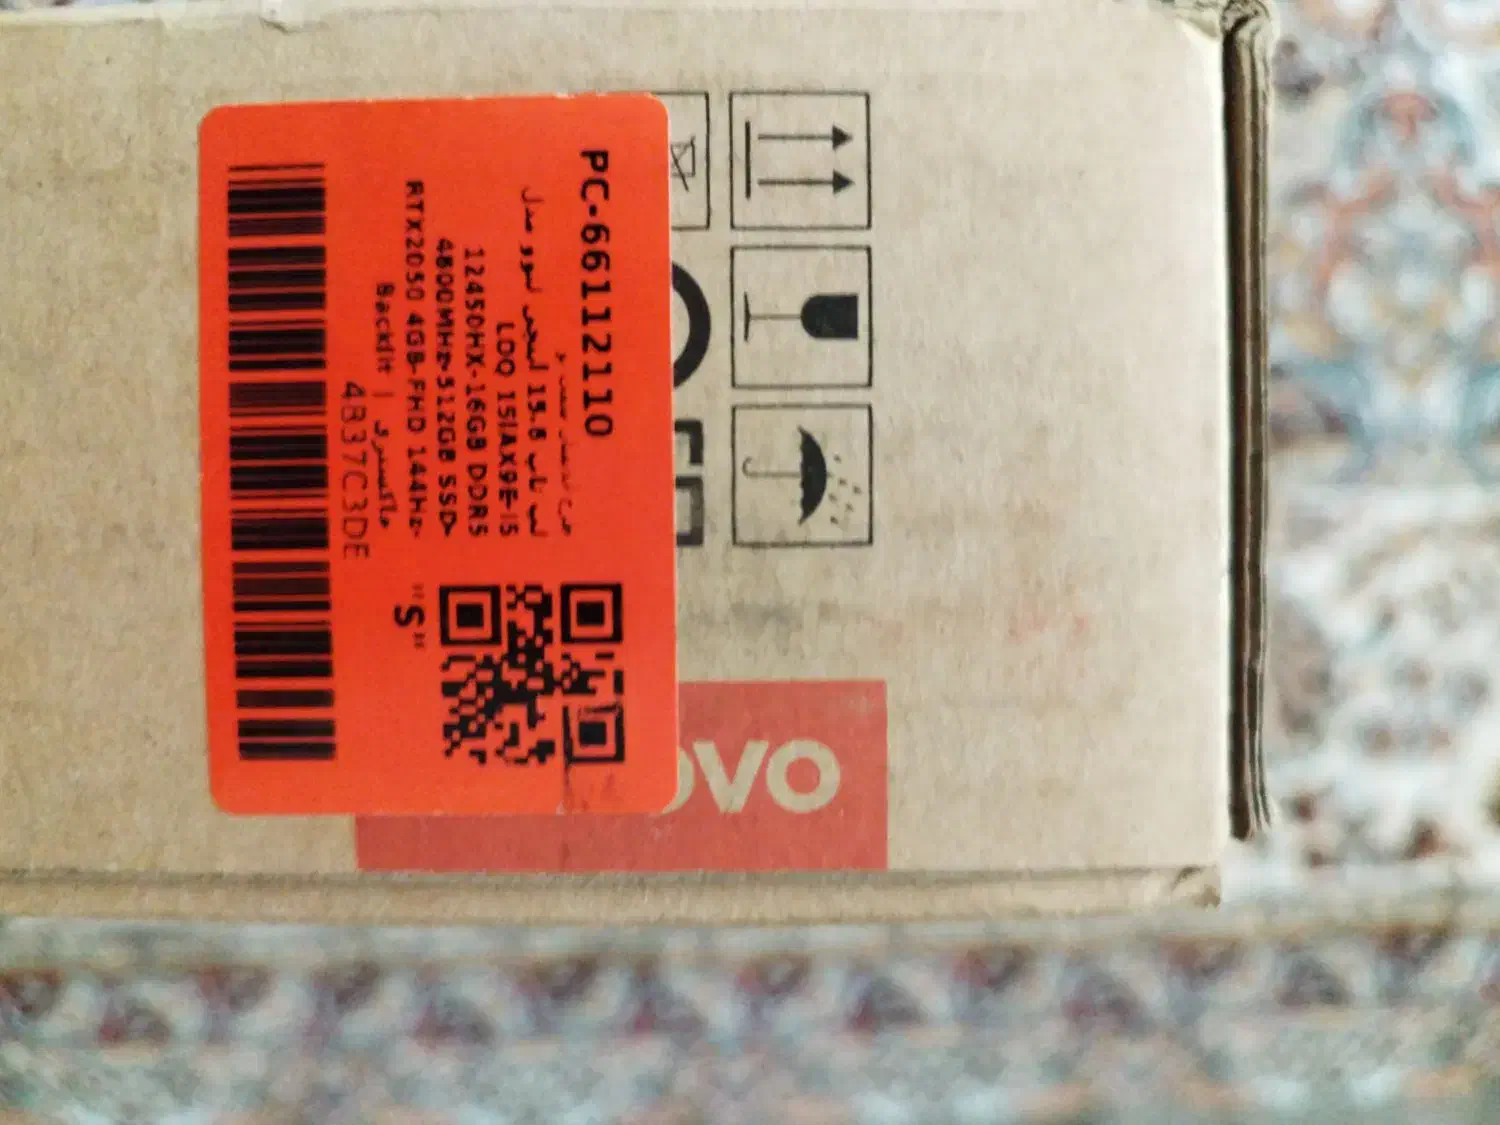 PC-66112110
لپ تاپ 15.6 اینچی لنوو مدل
LOQ 15IAX9E-I5
12450HX-16GB DDR5
4800MHz-512GB SSD-
RTX2050 4GB-FHD 144Hz-
Backlit | خاکستری
4B37C3DE
"S"
OVO